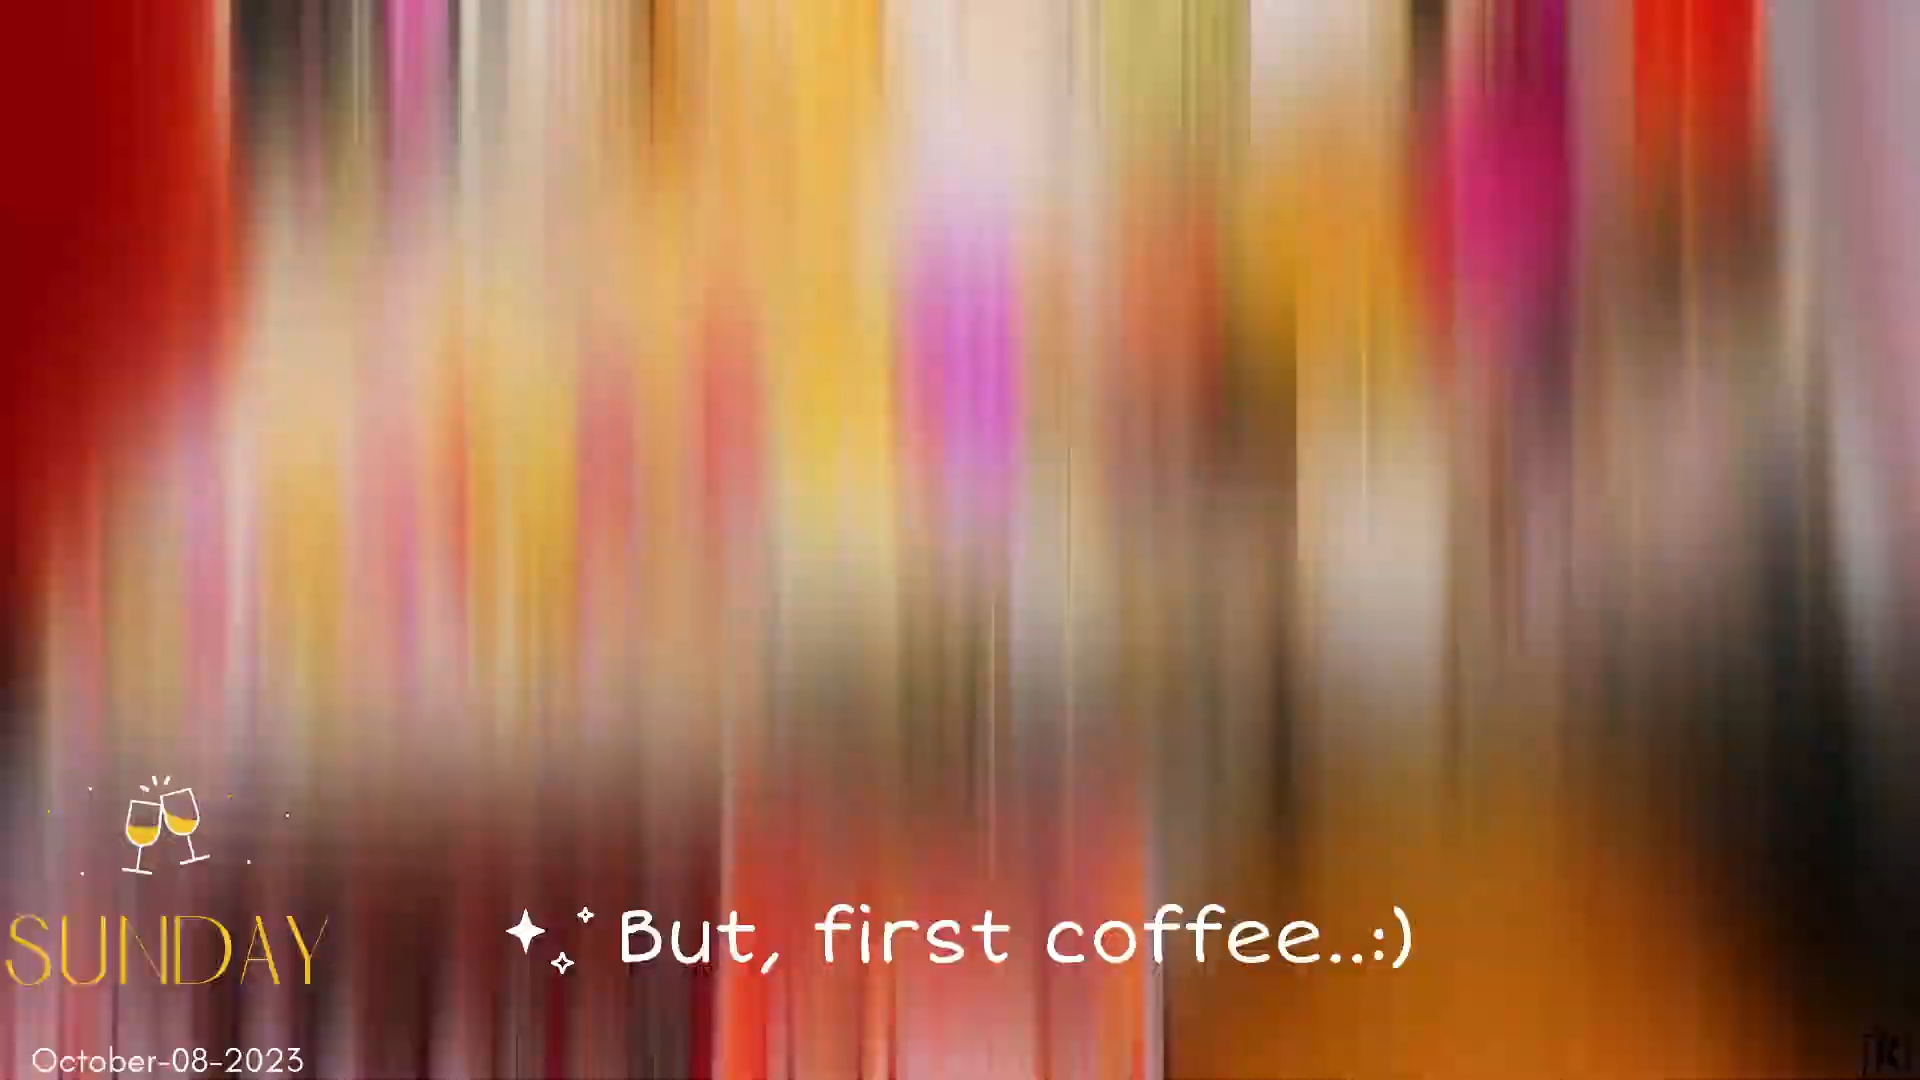 SUNDAY
✦ But, first coffee..:)
October-08-2023